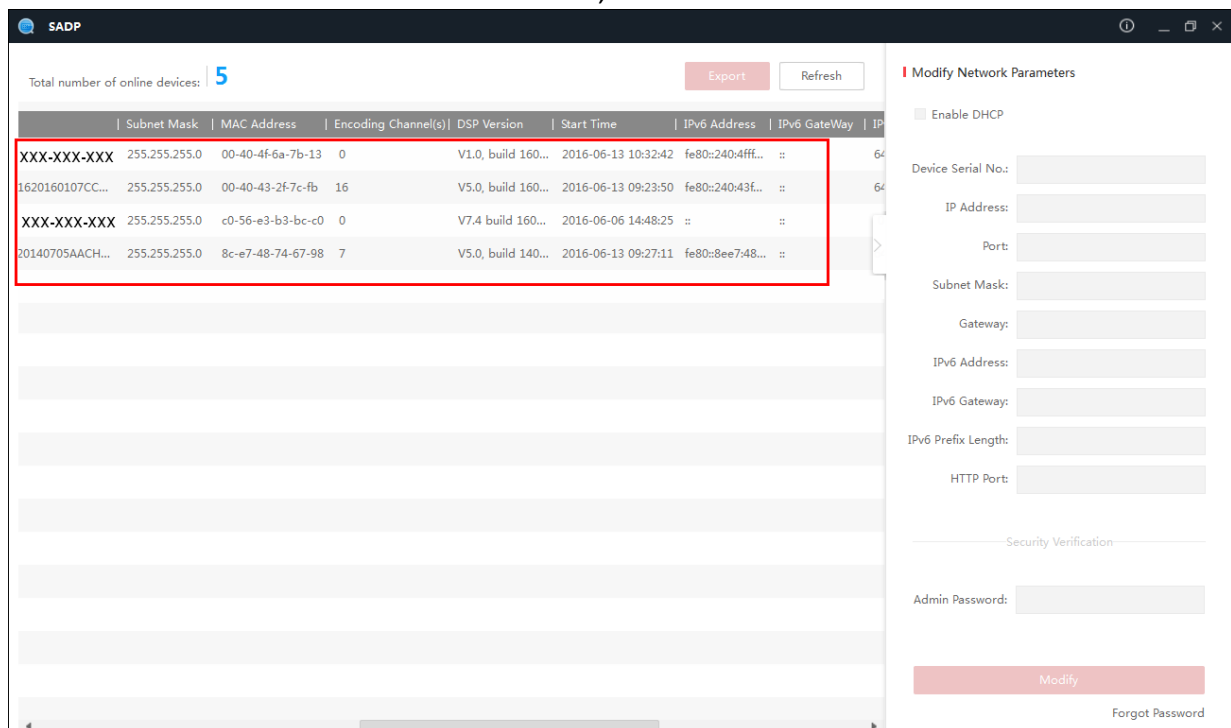 SADP
Total number of online devices: 5
Export
Refresh
| Subnet Mask | MAC Address | Encoding Channel(s) | DSP Version | Start Time | IPv6 Address | IPv6 GateWay | IP
XXX-XXX-XXX 255.255.255.0 00-40-4f-6a-7b-13 0 V1.0, build 160... 2016-06-13 10:32:42 fe80::240:4fff... :: 64
1620160107CC... 255.255.255.0 00-40-43-2f-7c-fb 16 V5.0, build 160... 2016-06-13 09:23:50 fe80::240:43f... :: 64
XXX-XXX-XXX 255.255.255.0 c0-56-e3-b3-bc-c0 0 V7.4 build 160... 2016-06-06 14:48:25 :: ::
20140705AACH... 255.255.255.0 8c-e7-48-74-67-98 7 V5.0, build 140... 2016-06-13 09:27:11 fe80::8ee7:48... ::
Modify Network Parameters
Enable DHCP
Device Serial No.:
IP Address:
Port:
Subnet Mask:
Gateway:
IPv6 Address:
IPv6 Gateway:
IPv6 Prefix Length:
HTTP Port:
Security Verification
Admin Password:
Modify
Forgot Password